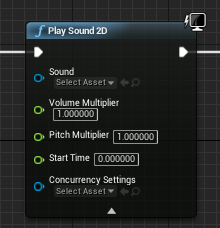 f Play Sound 2D
Sound
Select Asset
Volume Multiplier
1.000000
Pitch Multiplier 1.000000
Start Time 0.000000
Concurrency Settings
Select Asset